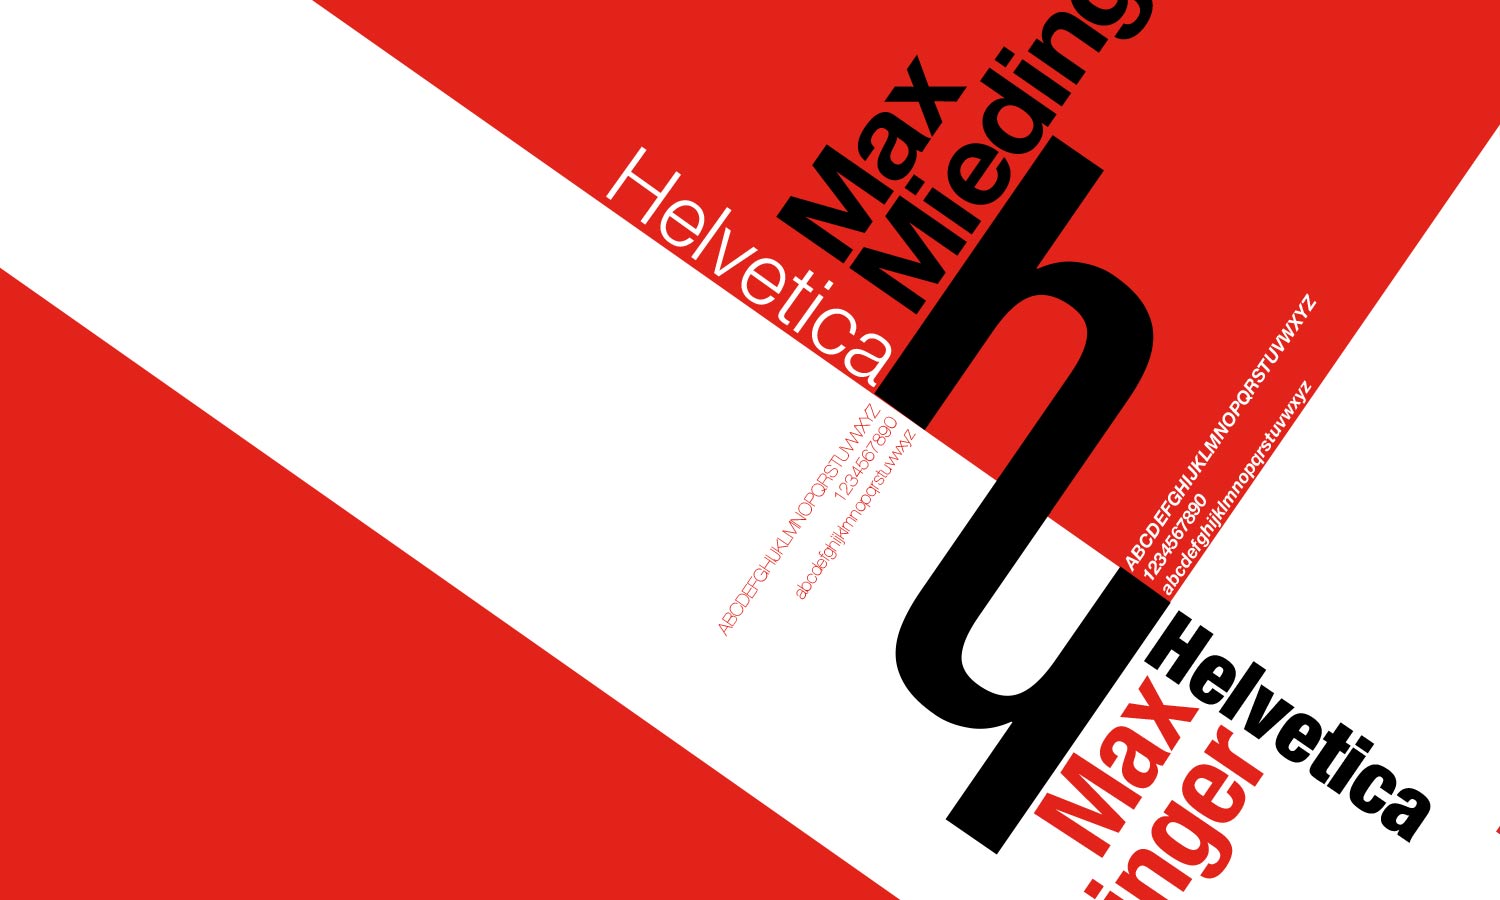 Max
Mieding
Helvetica
h
ABCDEFGHIJKLMNOPQRSTUVWXYZ
1234567890
abcdefghijklmnopqrstuvwxyz
ABCDEFGHIJKLMNOPQRSTUVWXYZ
1234567890
abcdefghijklmnopqrstuvwxyz
h
Helvetica
Max
inger